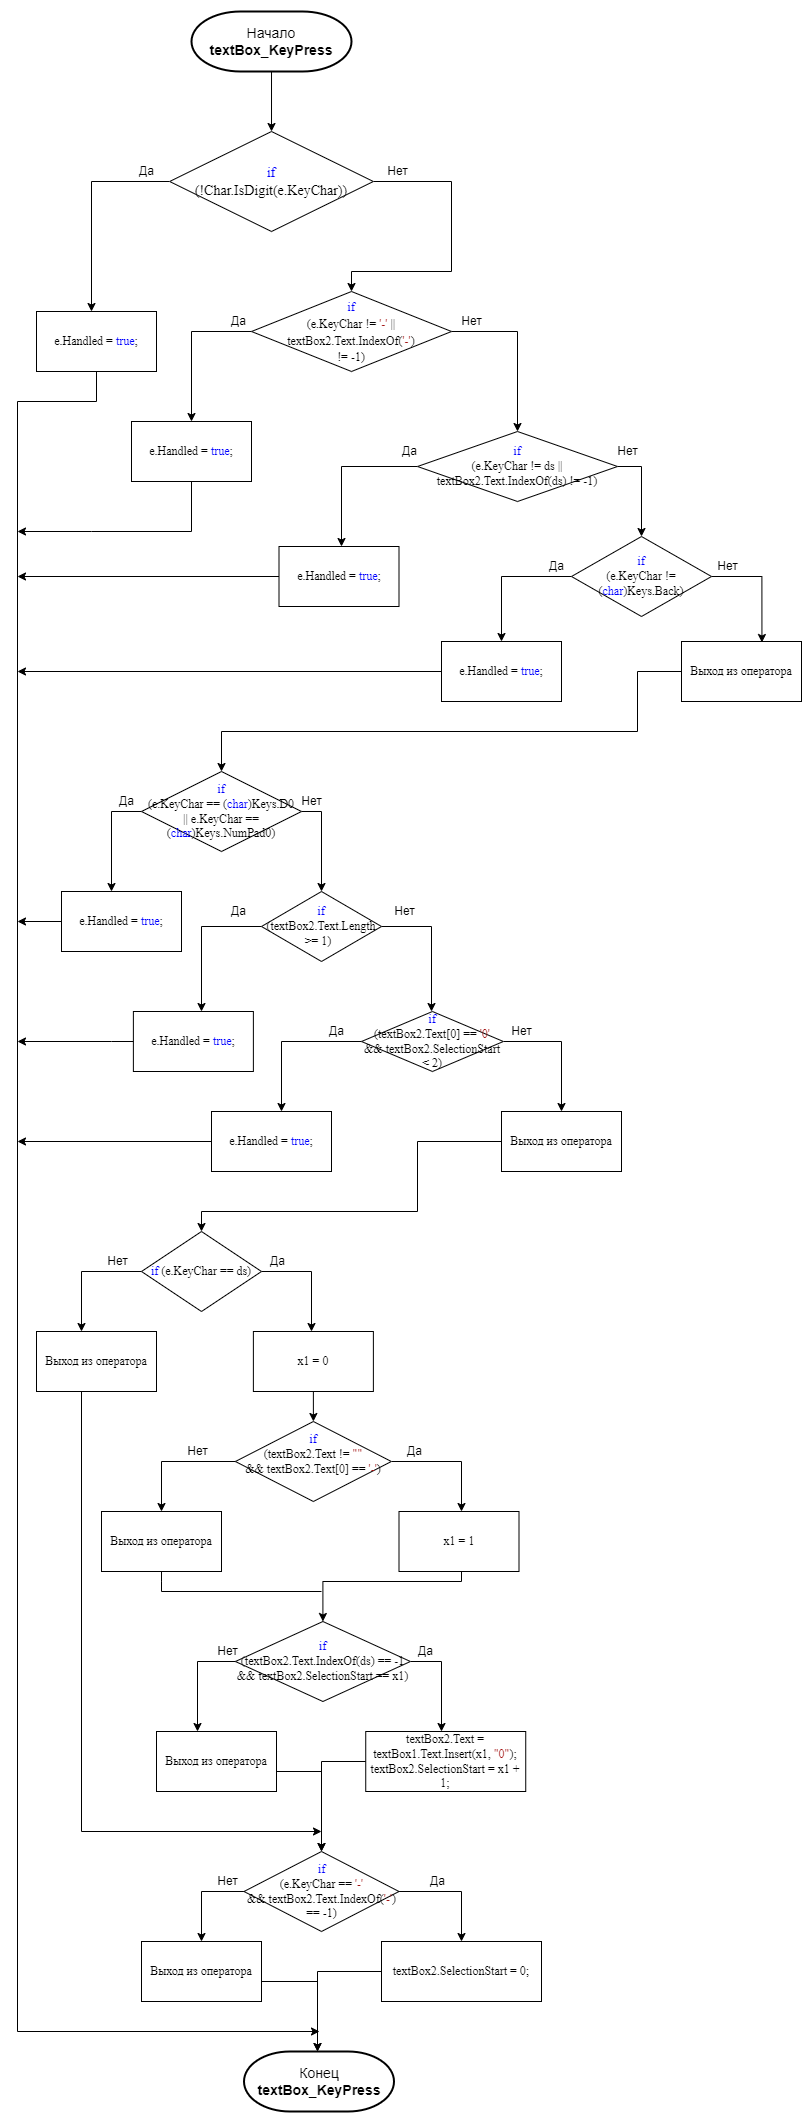 Начало
textBox_KeyPress
Да
Нет
if
(!Char.IsDigit(e.KeyChar))
e.Handled = true;
Да
Нет
if
(e.KeyChar != '-' ||
textBox2.Text.IndexOf('-')
!= -1)
e.Handled = true;
Да
Нет
if
(e.KeyChar != ds ||
textBox2.Text.IndexOf(ds) != -1)
e.Handled = true;
Да
Нет
if
(e.KeyChar !=
(char)Keys.Back)
e.Handled = true;
Выход из оператора
Да
Нет
if
(e.KeyChar == (char)Keys.D0
|| e.KeyChar ==
(char)Keys.NumPad0)
e.Handled = true;
Да
Нет
if
(textBox2.Text.Length
>= 1)
e.Handled = true;
Да
Нет
if
(textBox2.Text[0] == '0'
&& textBox2.SelectionStart
< 2)
e.Handled = true;
Выход из оператора
Нет
Да
if (e.KeyChar == ds)
Выход из оператора
x1 = 0
Нет
Да
if
(textBox2.Text != ""
&& textBox2.Text[0] == '-')
Выход из оператора
x1 = 1
Нет
Да
if
(textBox2.Text.IndexOf(ds) == -1
&& textBox2.SelectionStart == x1)
Выход из оператора
textBox2.Text =
textBox1.Text.Insert(x1, "0");
textBox2.SelectionStart = x1 +
1;
Нет
Да
if
(e.KeyChar == '-'
&& textBox2.Text.IndexOf('-')
== -1)
Выход из оператора
textBox2.SelectionStart = 0;
Конец
textBox_KeyPress